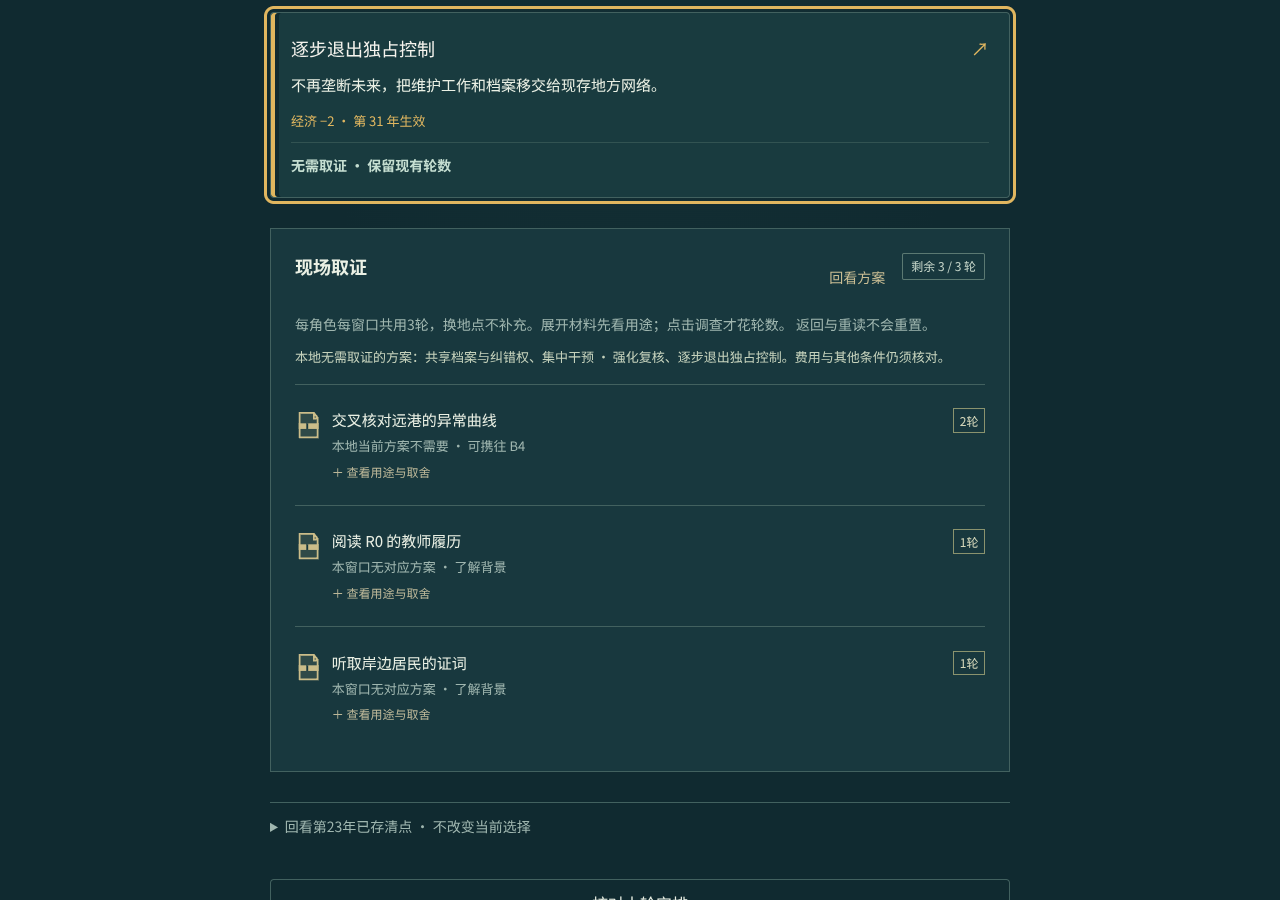 逐步退出独占控制
↗
不再垄断未来，把维护工作和档案移交给现存地方网络。
经济 −2 · 第 31 年生效
无需取证 · 保留现有轮数
现场取证
回看方案
剩余 3 / 3 轮
每角色每窗口共用3轮，换地点不补充。展开材料先看用途；点击调查才花轮数。 返回与重读不会重置。
本地无需取证的方案：共享档案与纠错权、集中干预 · 强化复核、逐步退出独占控制。费用与其他条件仍须核对。
交叉核对远港的异常曲线
2轮
本地当前方案不需要 · 可携往 B4
＋ 查看用途与取舍
阅读 R0 的教师履历
1轮
本窗口无对应方案 · 了解背景
＋ 查看用途与取舍
听取岸边居民的证词
1轮
本窗口无对应方案 · 了解背景
＋ 查看用途与取舍
▶ 回看第23年已存清点 · 不改变当前选择